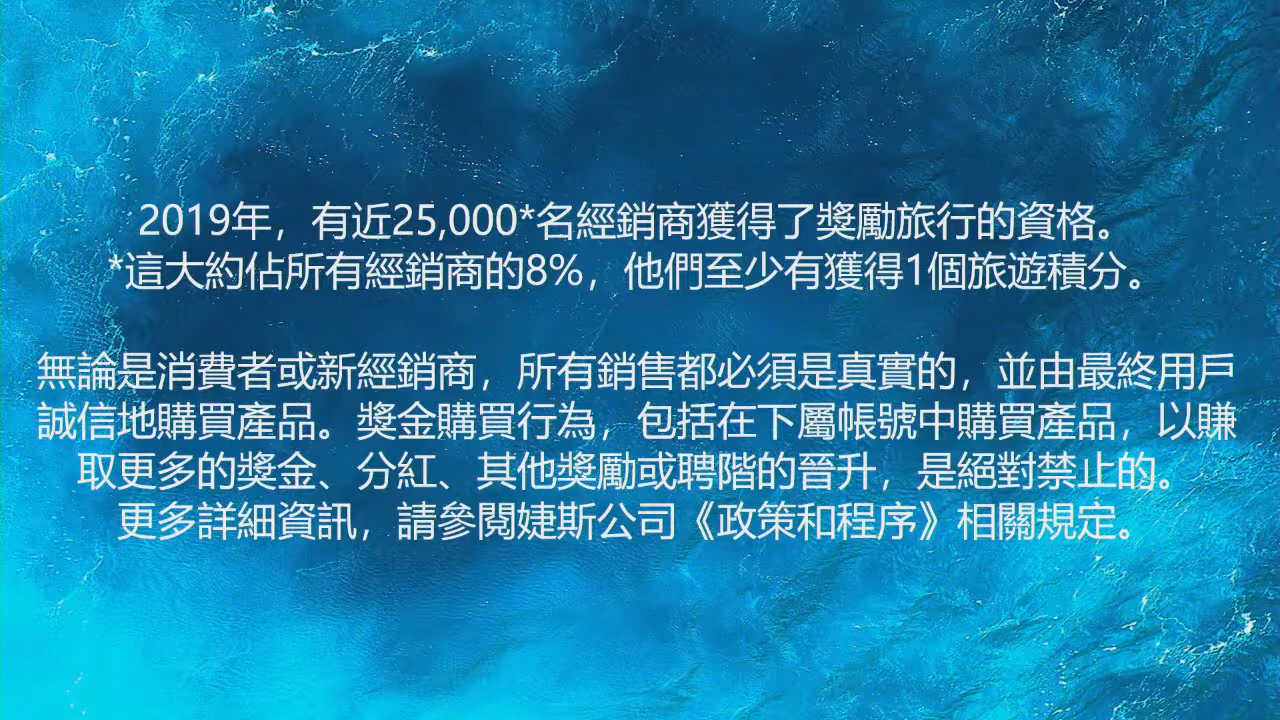 2019年，有近25,000*名經銷商獲得了獎勵旅行的資格。
*這大約佔所有經銷商的8%，他們至少有獲得1個旅遊積分。
無論是消費者或新經銷商，所有銷售都必須是真實的，並由最終用戶
誠信地購買產品。獎金購買行為，包括在下屬帳號中購買產品，以賺
取更多的獎金、分紅、其他獎勵或聘階的晉升，是絕對禁止的。
更多詳細資訊，請參閱婕斯公司《政策和程序》相關規定。